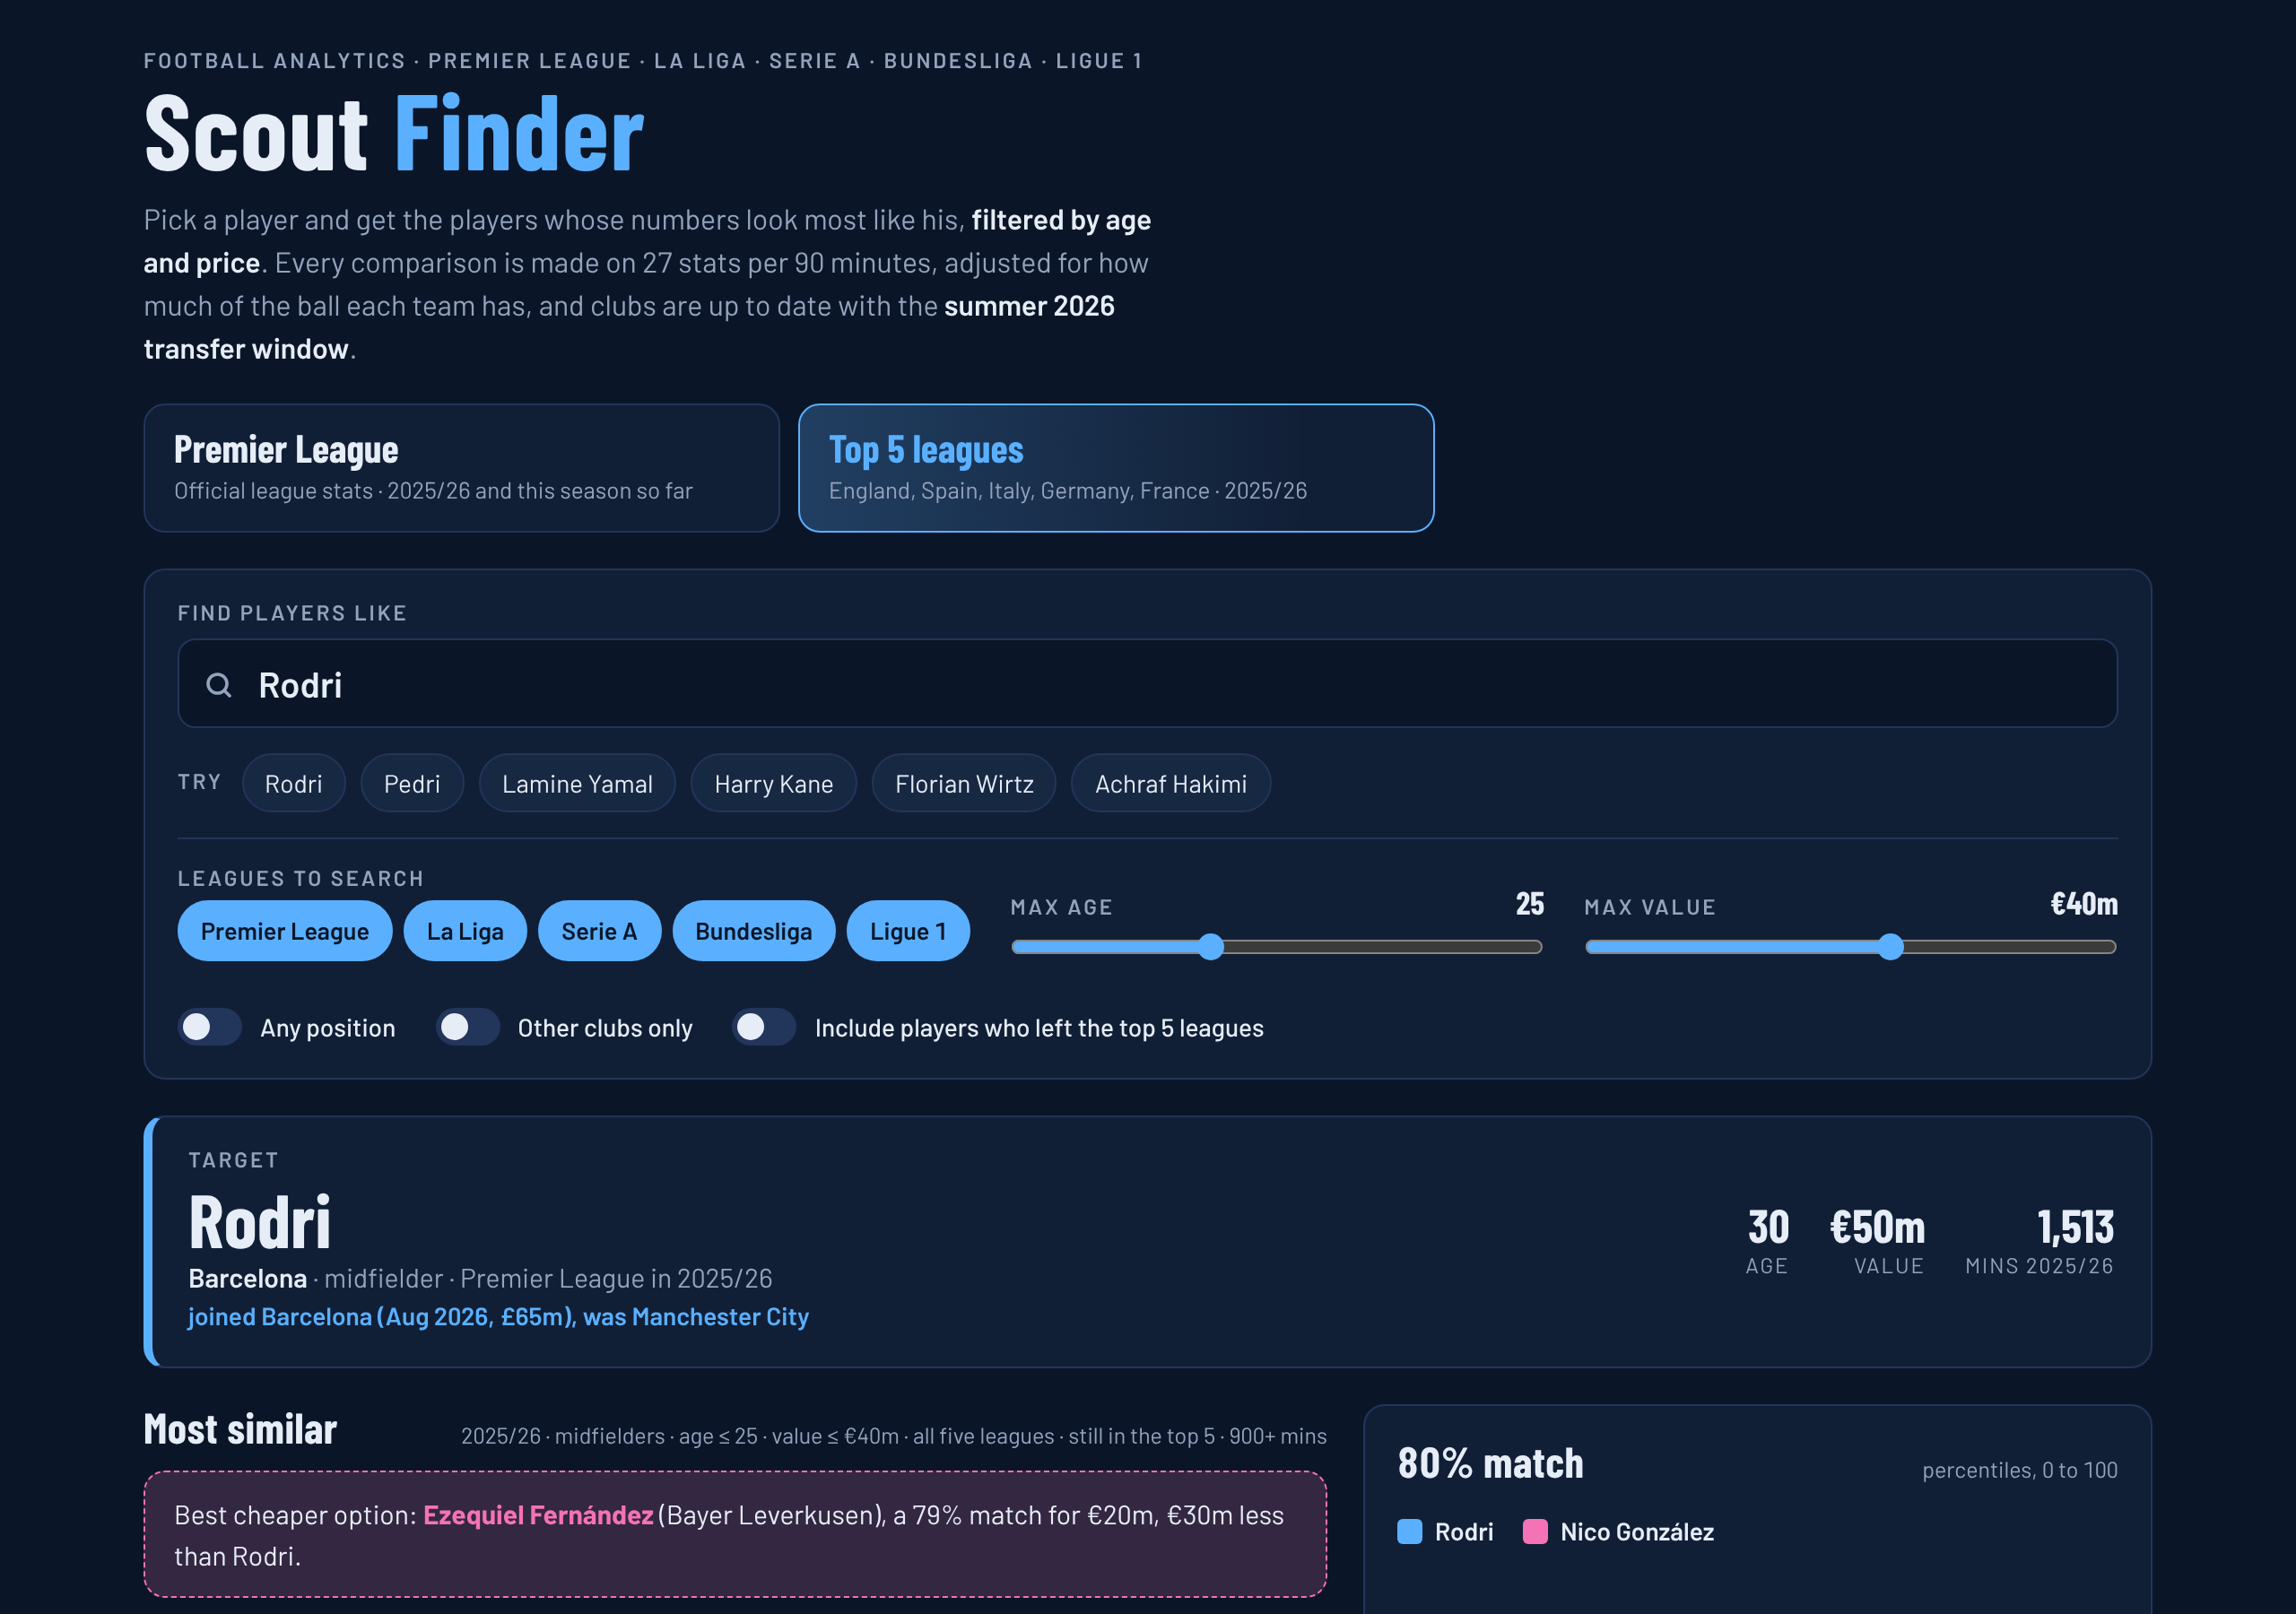 FOOTBALL ANALYTICS · PREMIER LEAGUE · LA LIGA · SERIE A · BUNDESLIGA · LIGUE 1
Scout Finder
Pick a player and get the players whose numbers look most like his, filtered by age
and price. Every comparison is made on 27 stats per 90 minutes, adjusted for how
much of the ball each team has, and clubs are up to date with the summer 2026
transfer window.
Premier League
Official league stats · 2025/26 and this season so far
Top 5 leagues
England, Spain, Italy, Germany, France · 2025/26
FIND PLAYERS LIKE
Rodri
TRY Rodri Pedri Lamine Yamal Harry Kane Florian Wirtz Achraf Hakimi
LEAGUES TO SEARCH
Premier League La Liga Serie A Bundesliga Ligue 1
MAX AGE 25
MAX VALUE €40m
Any position Other clubs only Include players who left the top 5 leagues
TARGET
Rodri
Barcelona · midfielder · Premier League in 2025/26
joined Barcelona (Aug 2026, £65m), was Manchester City
30 €50m 1,513
AGE VALUE MINS 2025/26
Most similar
2025/26 · midfielders · age ≤ 25 · value ≤ €40m · all five leagues · still in the top 5 · 900+ mins
Best cheaper option: Ezequiel Fernández (Bayer Leverkusen), a 79% match for €20m, €30m less
than Rodri.
80% match
percentiles, 0 to 100
Rodri Nico González